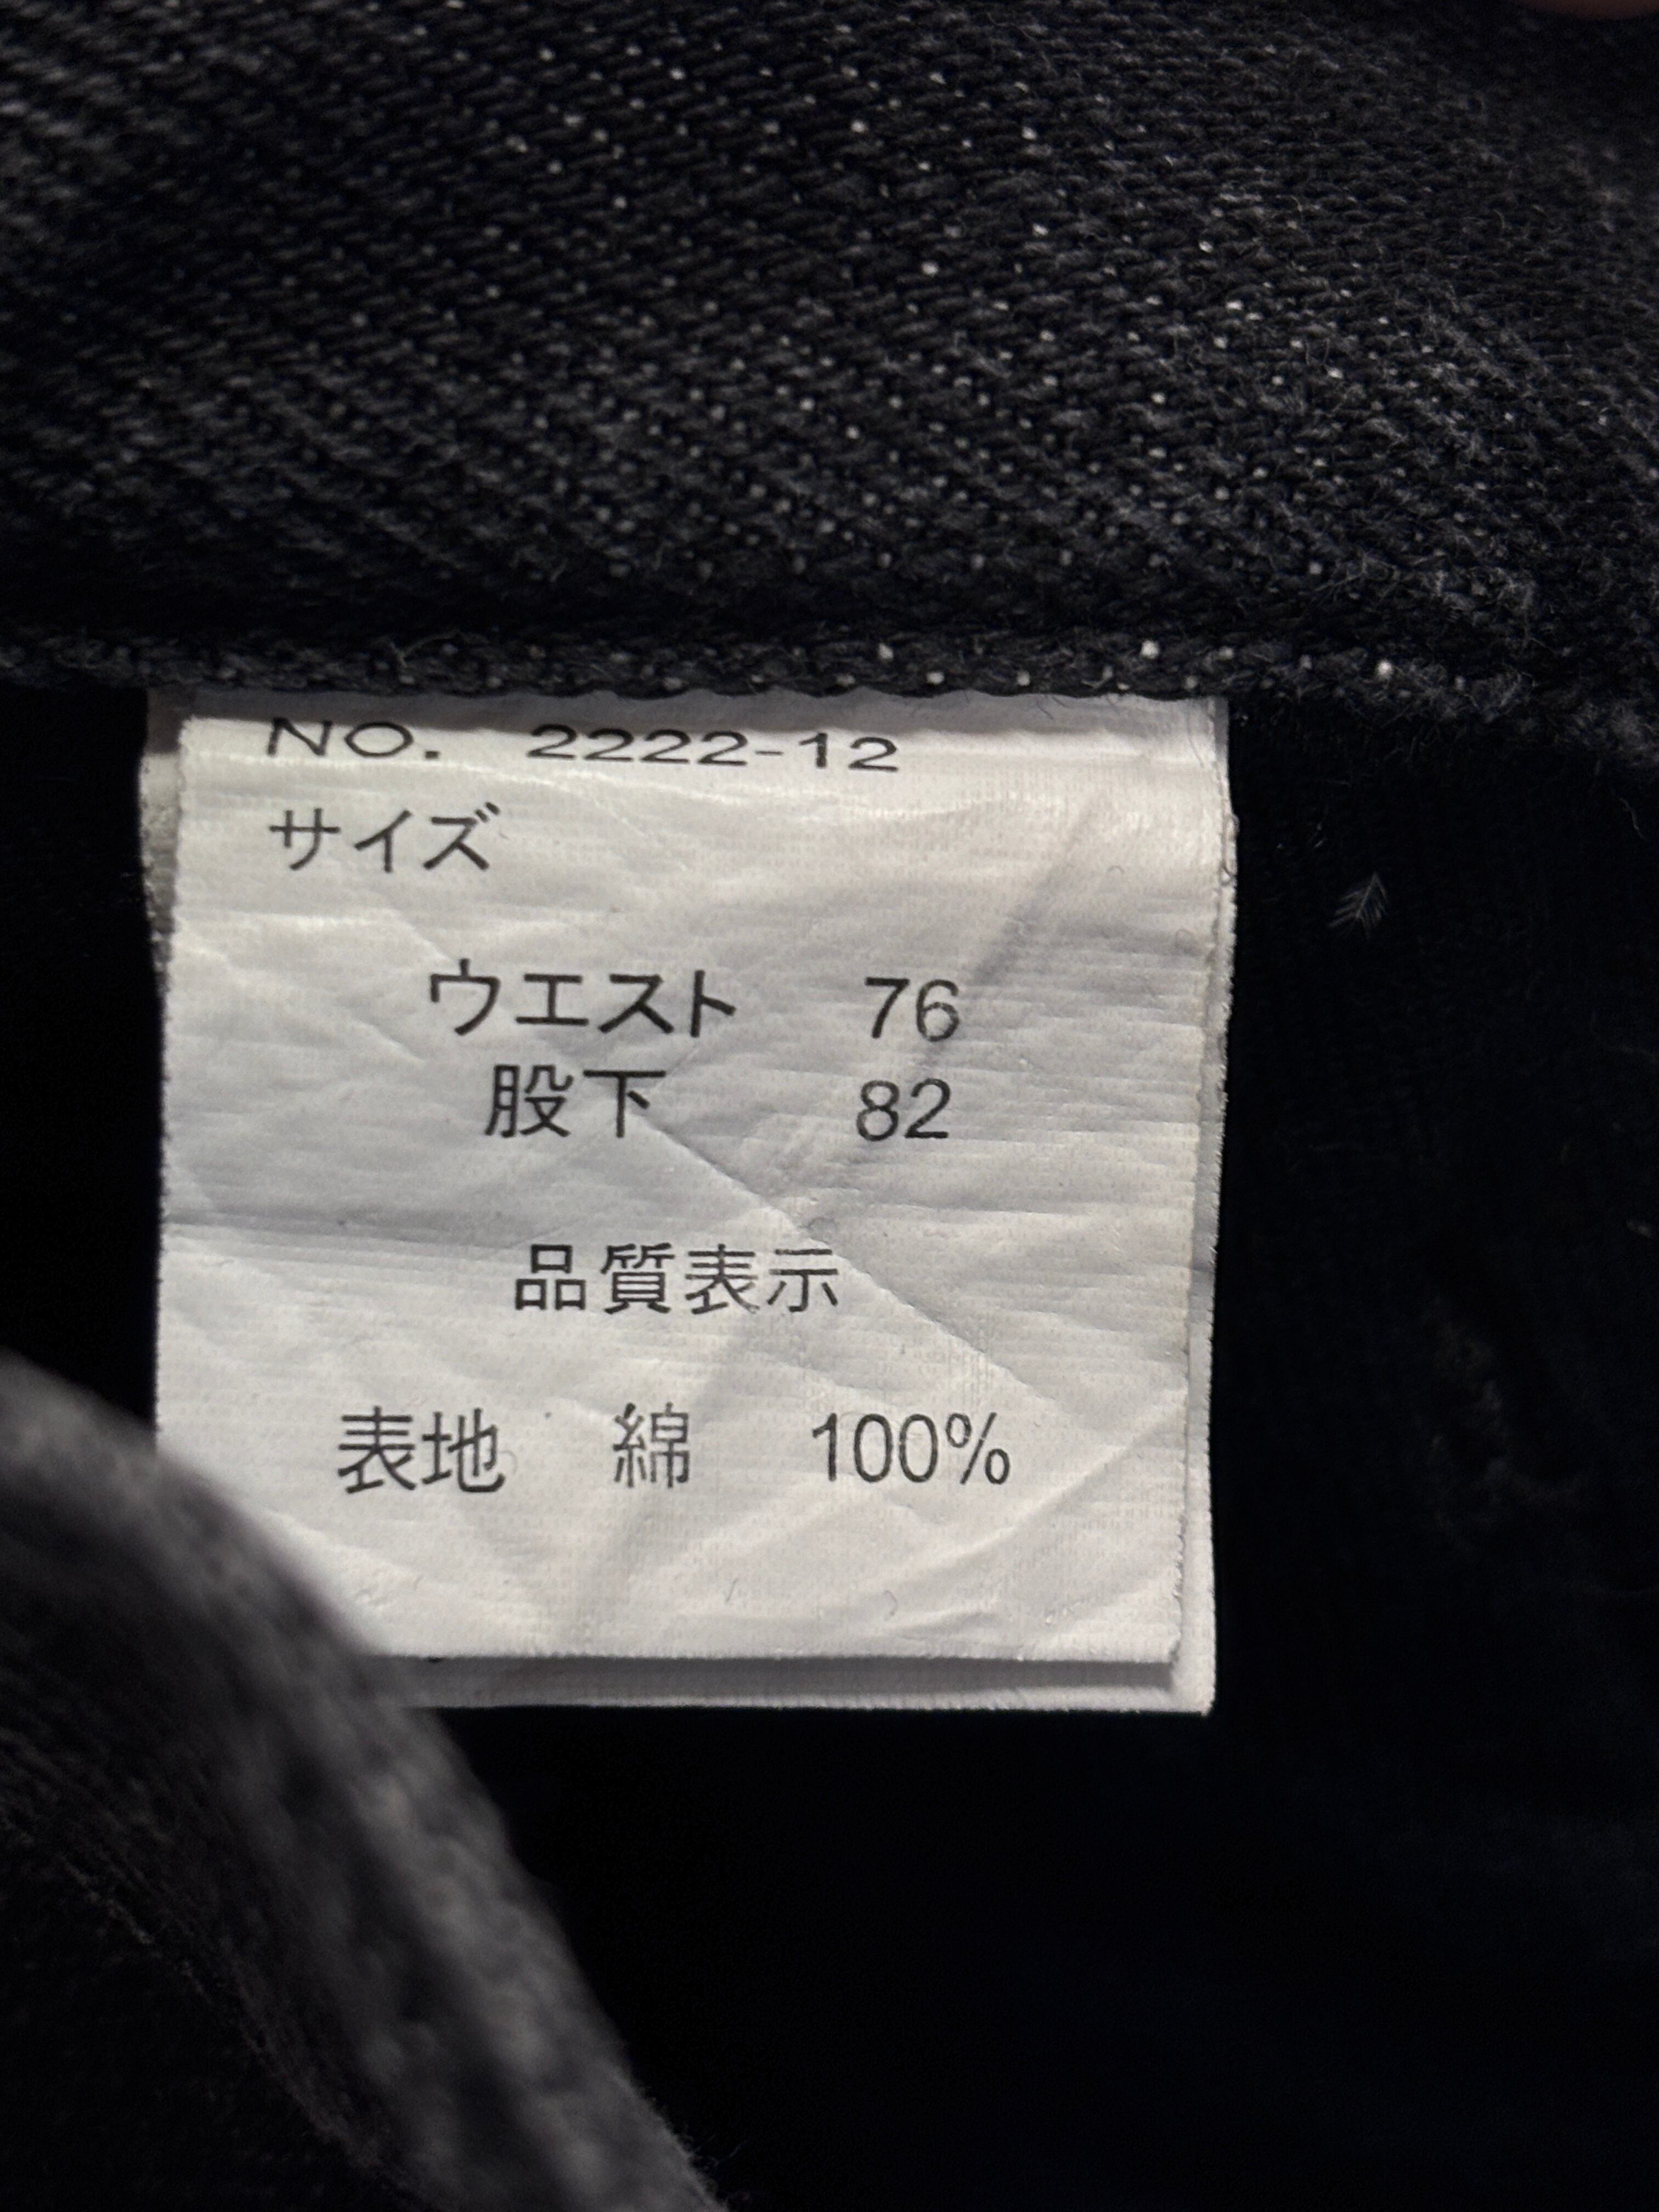 NO. 2222-12
サイズ
ウエスト 76
股下 82
品質表示
表地 綿 100%